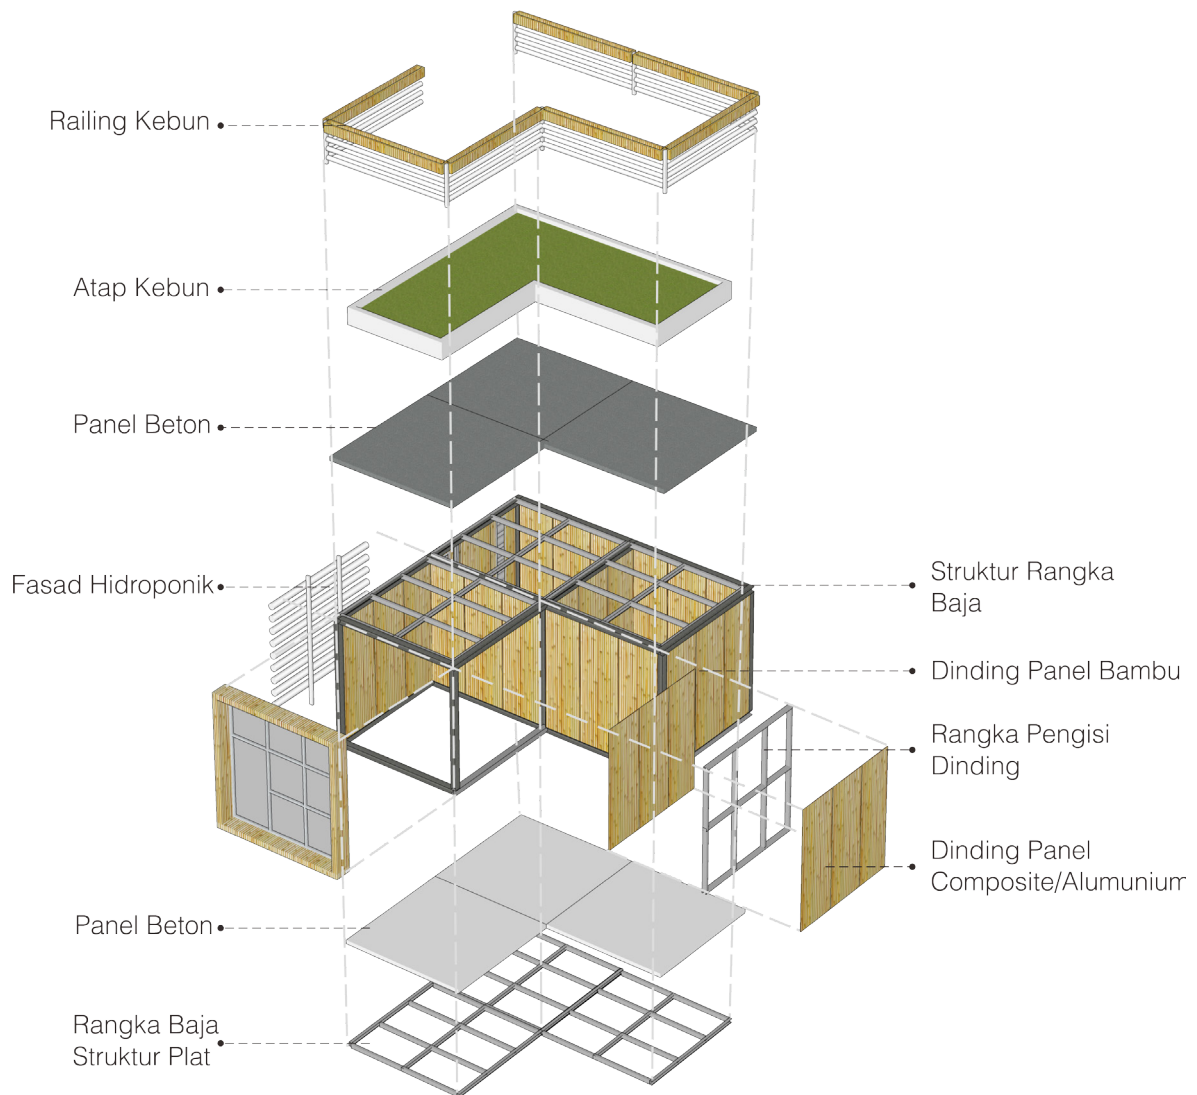 Railing Kebun
Atap Kebun
Panel Beton
Fasad Hidroponik
Struktur Rangka
Baja
Dinding Panel Bambu
Rangka Pengisi
Dinding
Dinding Panel
Composite/Alumunium
Panel Beton
Rangka Baja
Struktur Plat